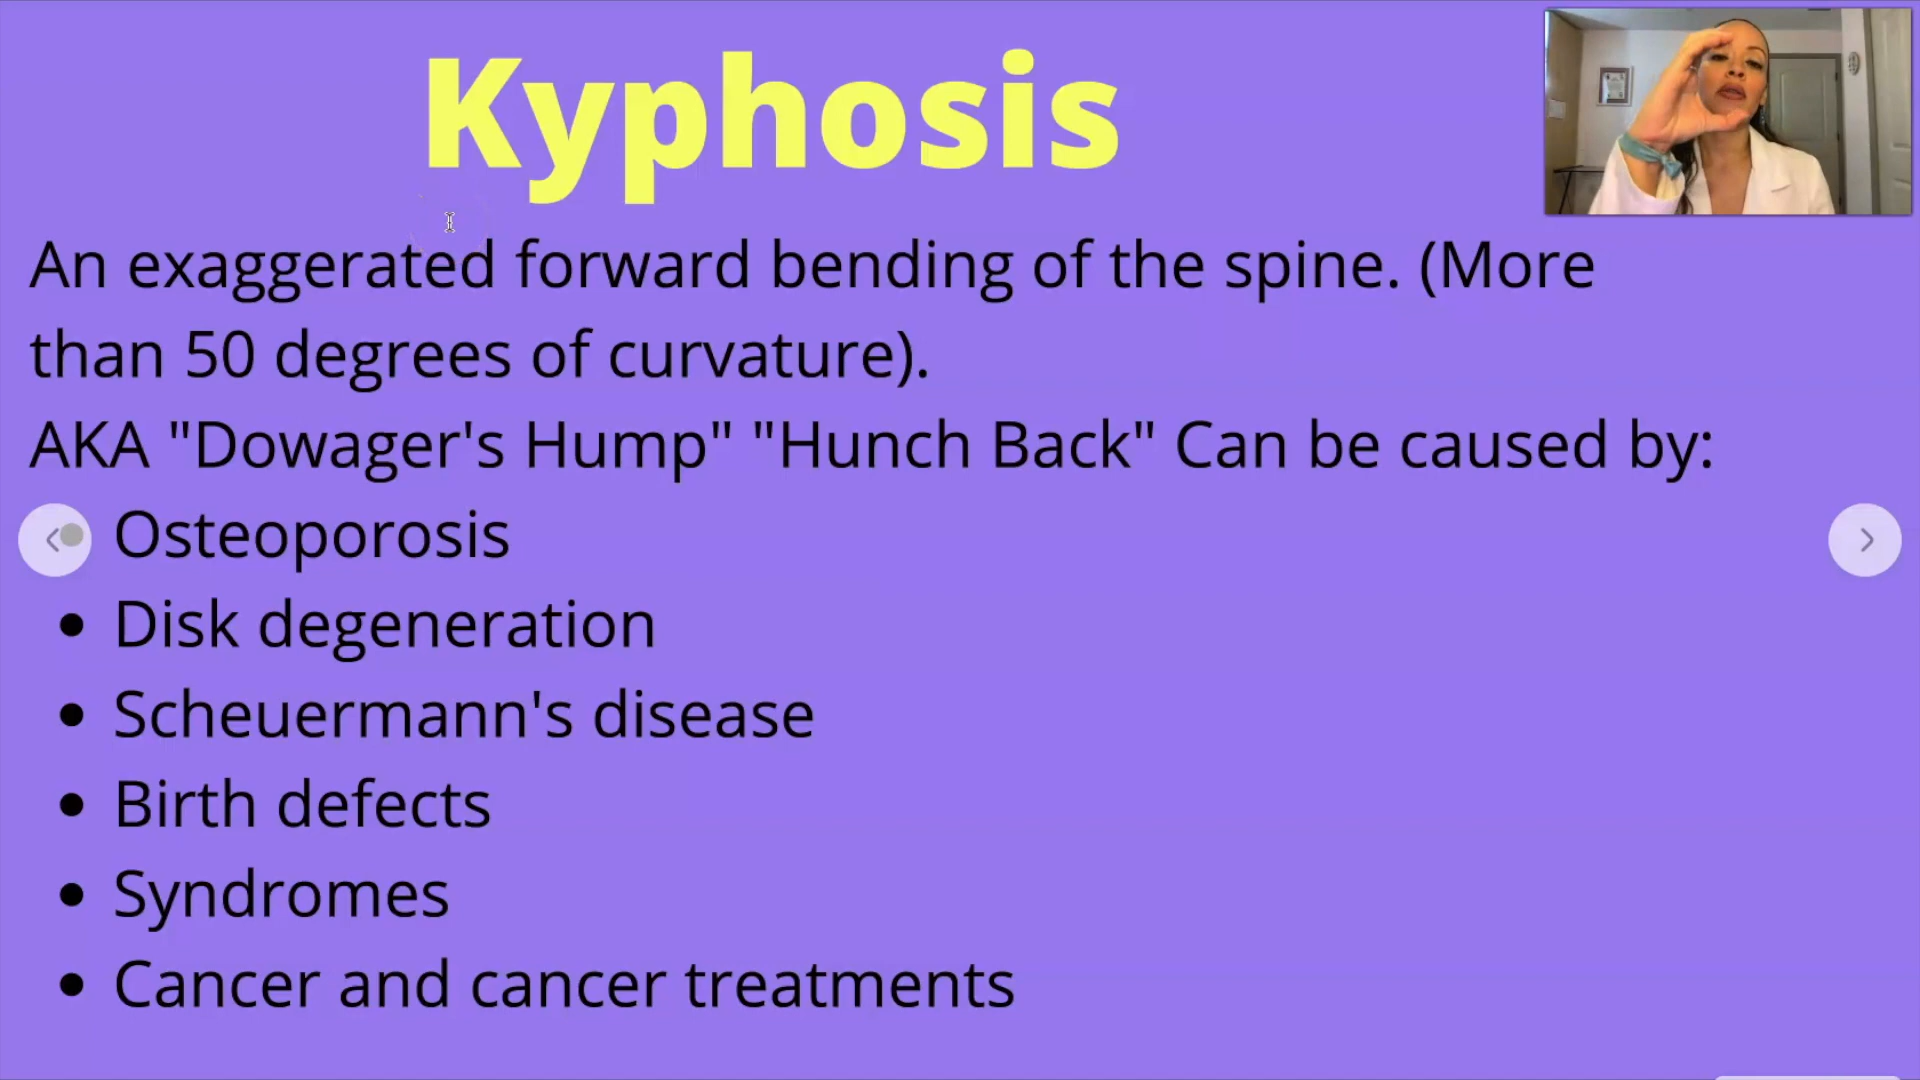 Kyphosis
An exaggerated forward bending of the spine. (More
than 50 degrees of curvature).
AKA "Dowager's Hump" "Hunch Back" Can be caused by:
Osteoporosis
• Disk degeneration
• Scheuermann's disease
• Birth defects
• Syndromes
• Cancer and cancer treatments